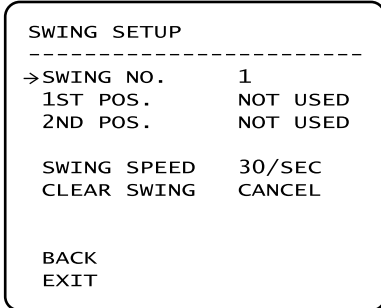 SWING SETUP
------------------------
→SWING NO. 1
1ST POS. NOT USED
2ND POS. NOT USED
SWING SPEED 30/SEC
CLEAR SWING CANCEL
BACK
EXIT